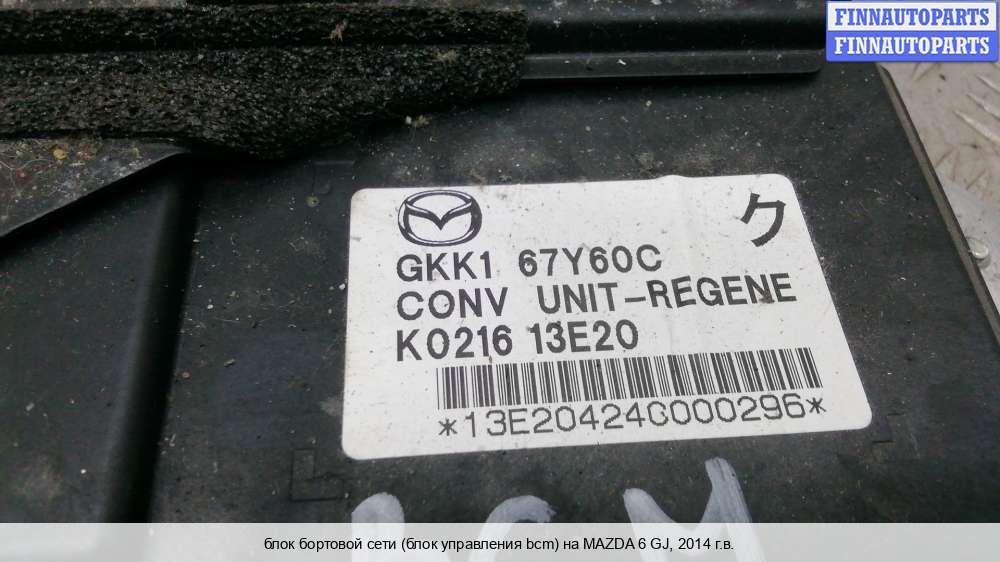 FINNAUTOPARTS
FINNAUTOPARTS
ク
GKK1 67Y60C
CONV UNIT-REGENE
K0216 13E20
*13E20424C000296*
блок бортовой сети (блок управления bcm) на MAZDA 6 GJ, 2014 г.в.